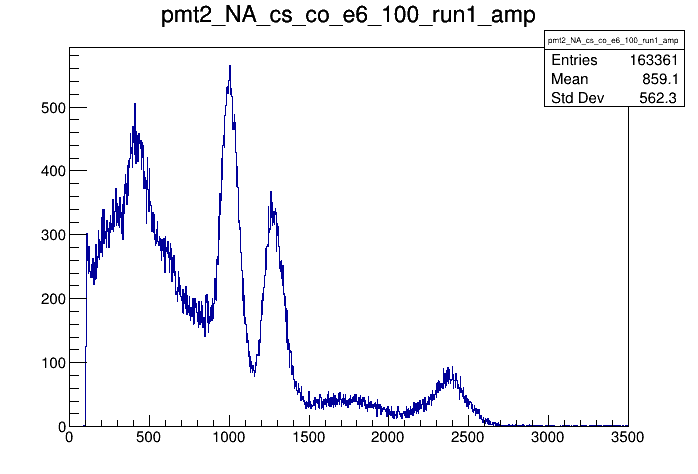 pmt2_NA_cs_co_e6_100_run1_amp
pmt2_NA_cs_co_e6_100_run1_amp
Entries 163361
Mean 859.1
Std Dev 562.3
500
400
300
200
100
0
0 500 1000 1500 2000 2500 3000 3500